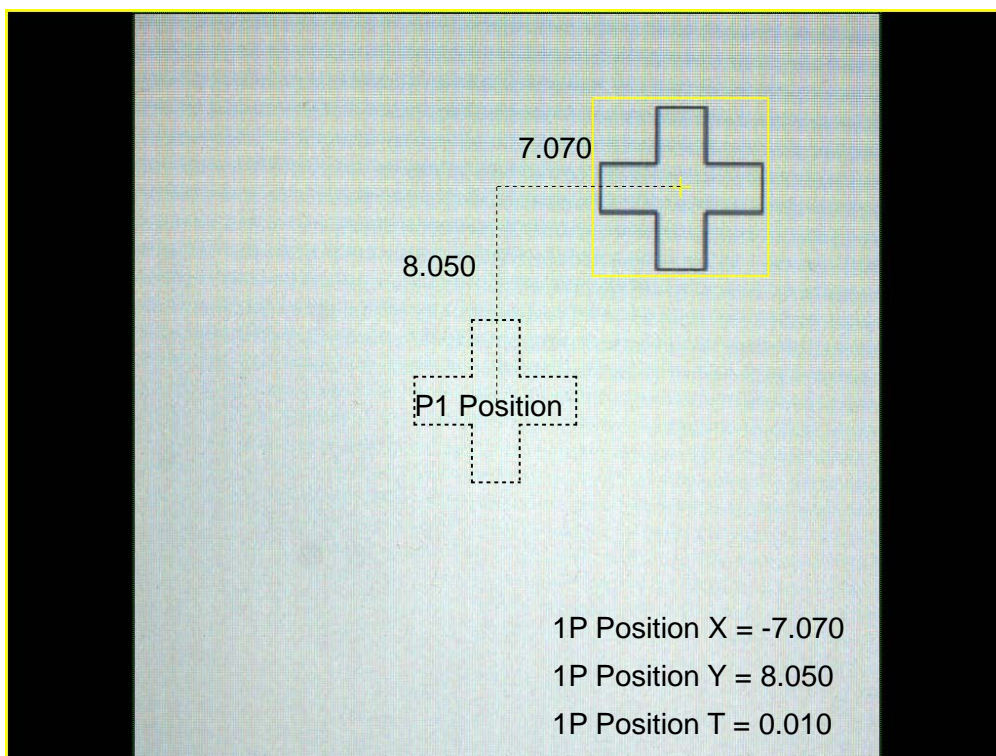 7.070
8.050
P1 Position
1P Position X = -7.070
1P Position Y = 8.050
1P Position T = 0.010